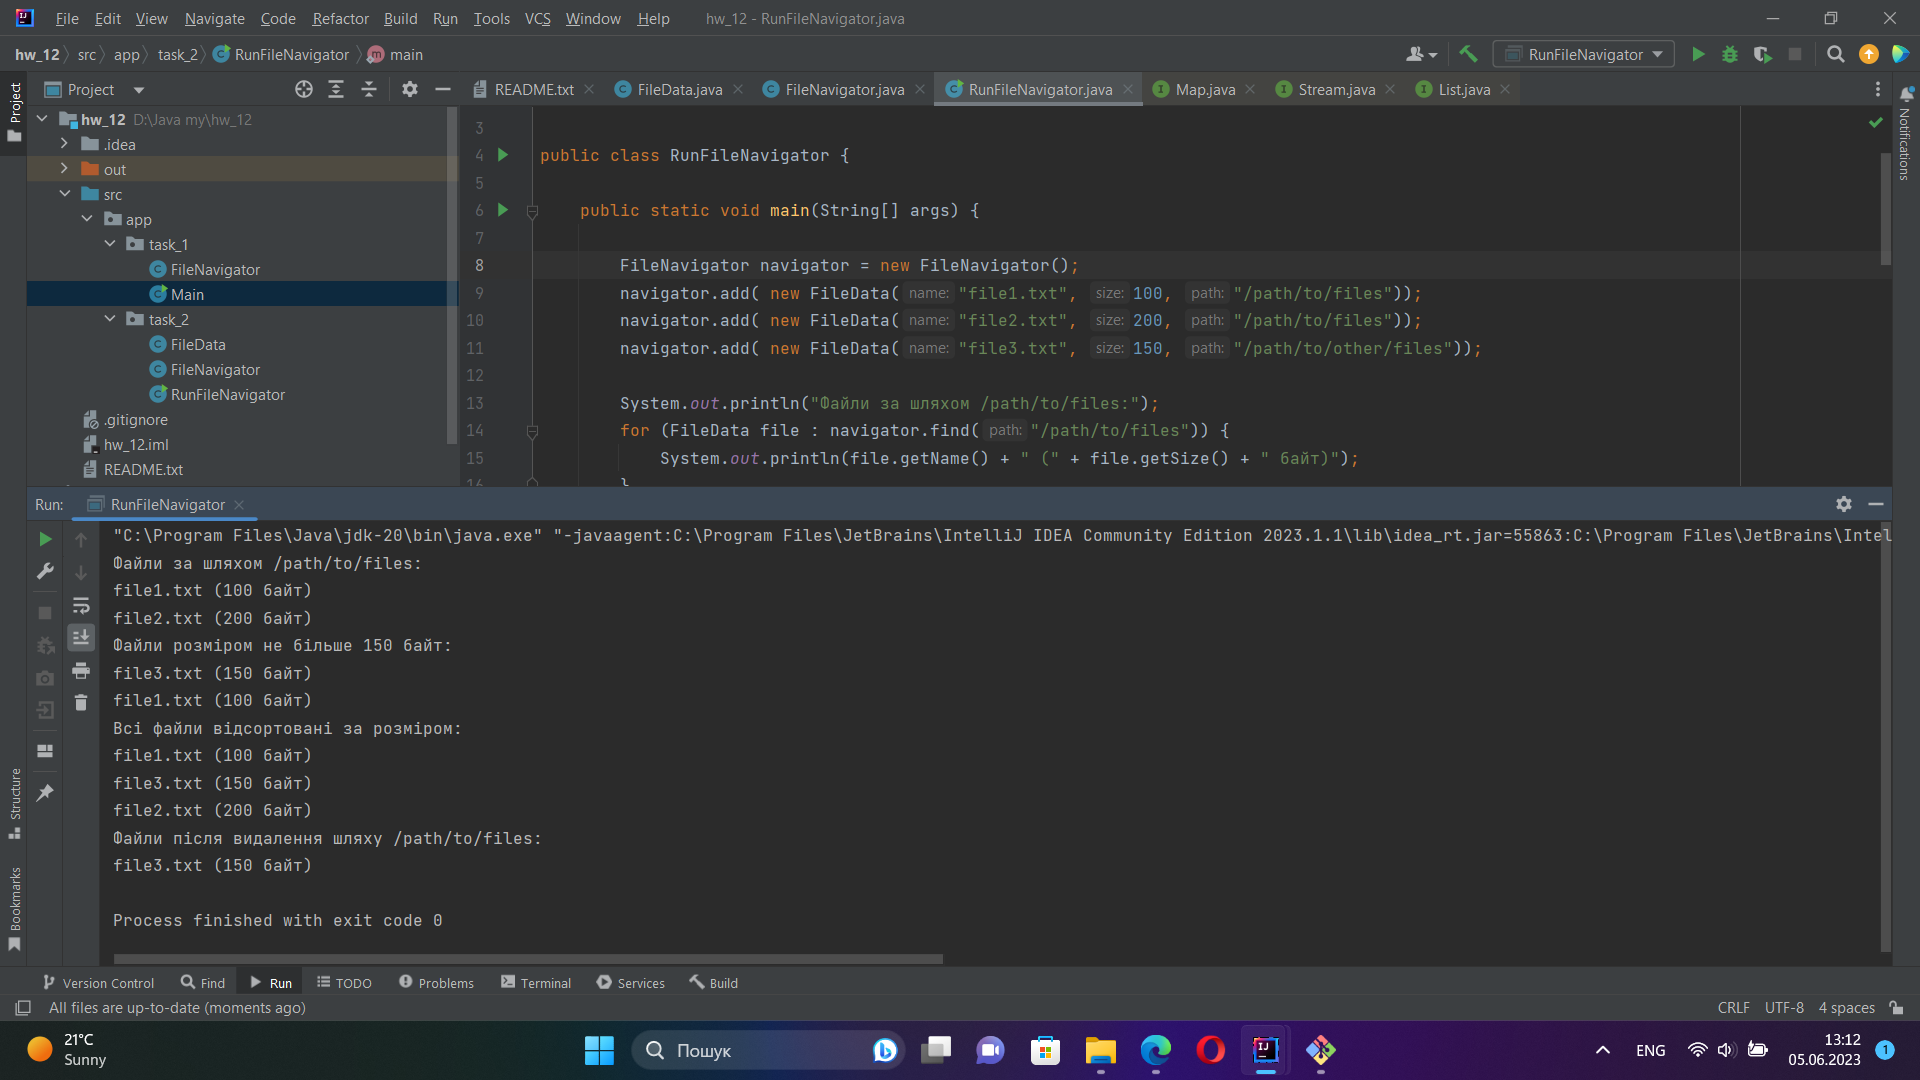 File Edit View Navigate Code Refactor Build Run Tools VCS Window Help hw_12 - RunFileNavigator.java
hw_12 src app task_2 RunFileNavigator main RunFileNavigator
Project README.txt FileData.java FileNavigator.java RunFileNavigator.java Map.java Stream.java List.java
Project
Notifications
hw_12 D:\Java my\hw_12
.idea
out
src
app
task_1
FileNavigator
Main
task_2
FileData
FileNavigator
RunFileNavigator
.gitignore
hw_12.iml
README.txt
3
4 public class RunFileNavigator {
5
6 public static void main(String[] args) {
7
8 FileNavigator navigator = new FileNavigator();
9 navigator.add( new FileData( name: "file1.txt", size: 100, path: "/path/to/files"));
10 navigator.add( new FileData( name: "file2.txt", size: 200, path: "/path/to/files"));
11 navigator.add( new FileData( name: "file3.txt", size: 150, path: "/path/to/other/files"));
12
13 System.out.println("Файли за шляхом /path/to/files:");
14 for (FileData file : navigator.find( path: "/path/to/files")) {
15 System.out.println(file.getName() + " (" + file.getSize() + " байт)");
16 }
Run: RunFileNavigator
"C:\Program Files\Java\jdk-20\bin\java.exe" "-javaagent:C:\Program Files\JetBrains\IntelliJ IDEA Community Edition 2023.1.1\lib\idea_rt.jar=55863:C:\Program Files\JetBrains\Intel
Файли за шляхом /path/to/files:
file1.txt (100 байт)
file2.txt (200 байт)
Файли розміром не більше 150 байт:
file3.txt (150 байт)
file1.txt (100 байт)
Всі файли відсортовані за розміром:
file1.txt (100 байт)
file3.txt (150 байт)
file2.txt (200 байт)
Файли після видалення шляху /path/to/files:
file3.txt (150 байт)
Process finished with exit code 0
Structure
Bookmarks
Version Control Find Run TODO Problems Terminal Services Build
All files are up-to-date (moments ago) CRLF UTF-8 4 spaces
21°C
Sunny
Пошук
ENG
13:12
05.06.2023
1